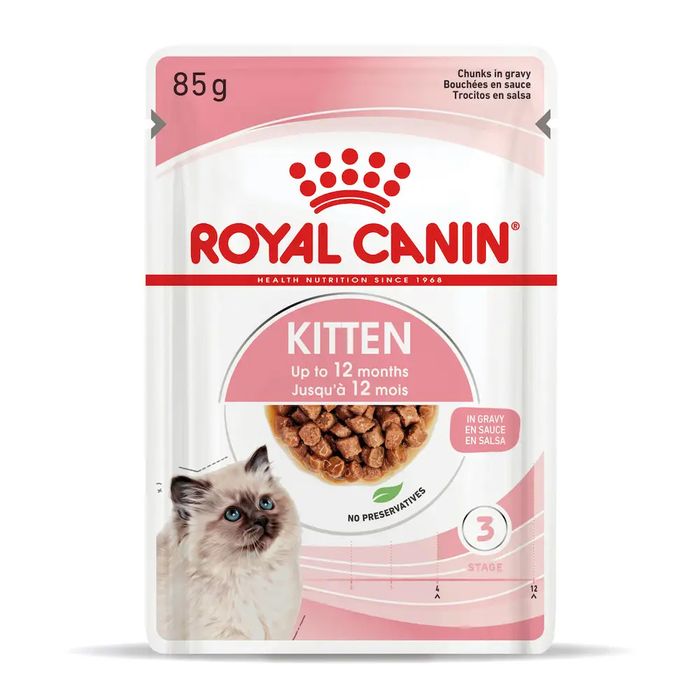 85g
Chunks in gravy
Bouchées en sauce
Trocitos en salsa
ROYAL CANIN®
HEALTH NUTRITION SINCE 1968
KITTEN
Up to 12 months
Jusqu'à 12 mois
IN GRAVY
EN SAUCE
EN SALSA
x1
NO PRESERVATIVES
3
STAGE
4
12